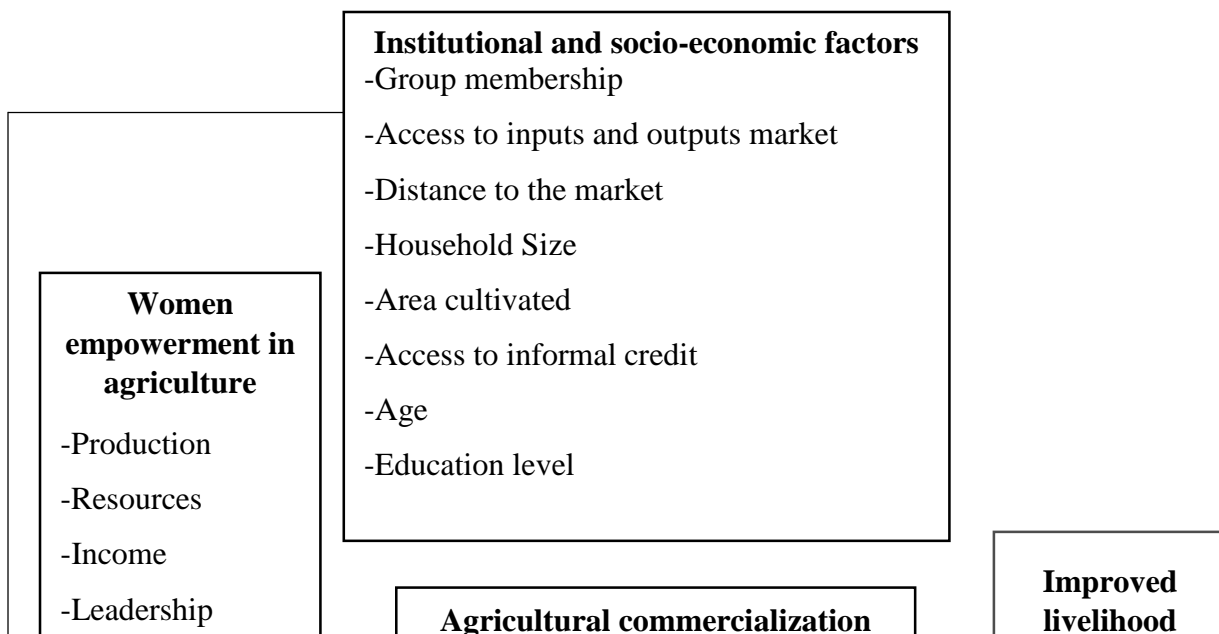 Institutional and socio-economic factors
-Group membership
-Access to inputs and outputs market
-Distance to the market
-Household Size
-Area cultivated
-Access to informal credit
-Age
-Education level
Women
empowerment in
agriculture
-Production
-Resources
-Income
-Leadership
Agricultural commercialization
Improved
livelihood